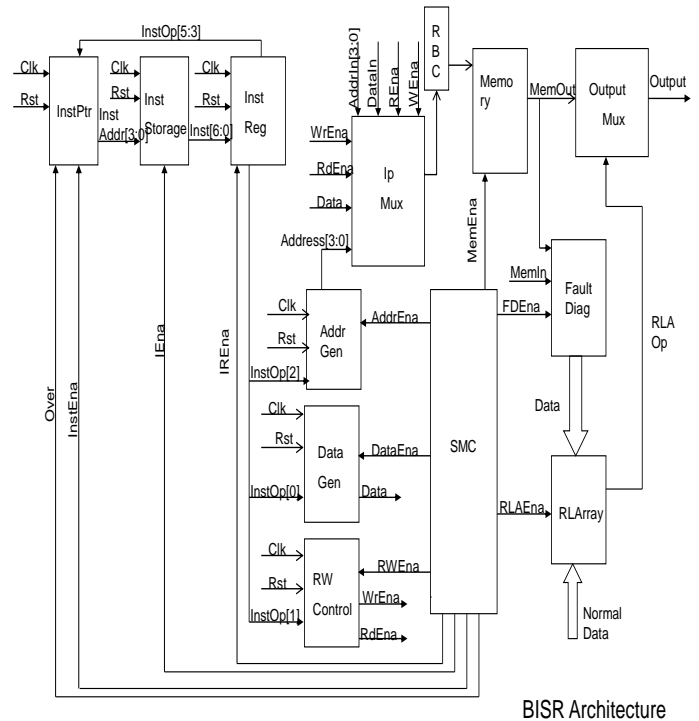 InstOp[5:3]
Clk
Rst
InstPtr
Inst
Addr[3:0]
Clk
Rst
Inst
Storage
Inst[6:0]
Clk
Rst
Inst
Reg
AddrIn[3:0]
DataIn
REna
WEna
R
B
C
Memo
ry
MemOut
Output
Mux
Output
WrEna
RdEna
Data
Ip
Mux
Address[3:0]
MemEna
MemIn
Fault
Diag
FDEna
Clk
Rst
Addr
Gen
AddrEna
InstOp[2]
RLA
Op
Over
InstEna
IEna
IREna
Clk
Rst
Data
Gen
DataEna
InstOp[0]
Data
SMC
Data
RLAEna
RLArray
Clk
Rst
RW
Control
RWEna
WrEna
InstOp[1]
RdEna
Normal
Data
BISR Architecture